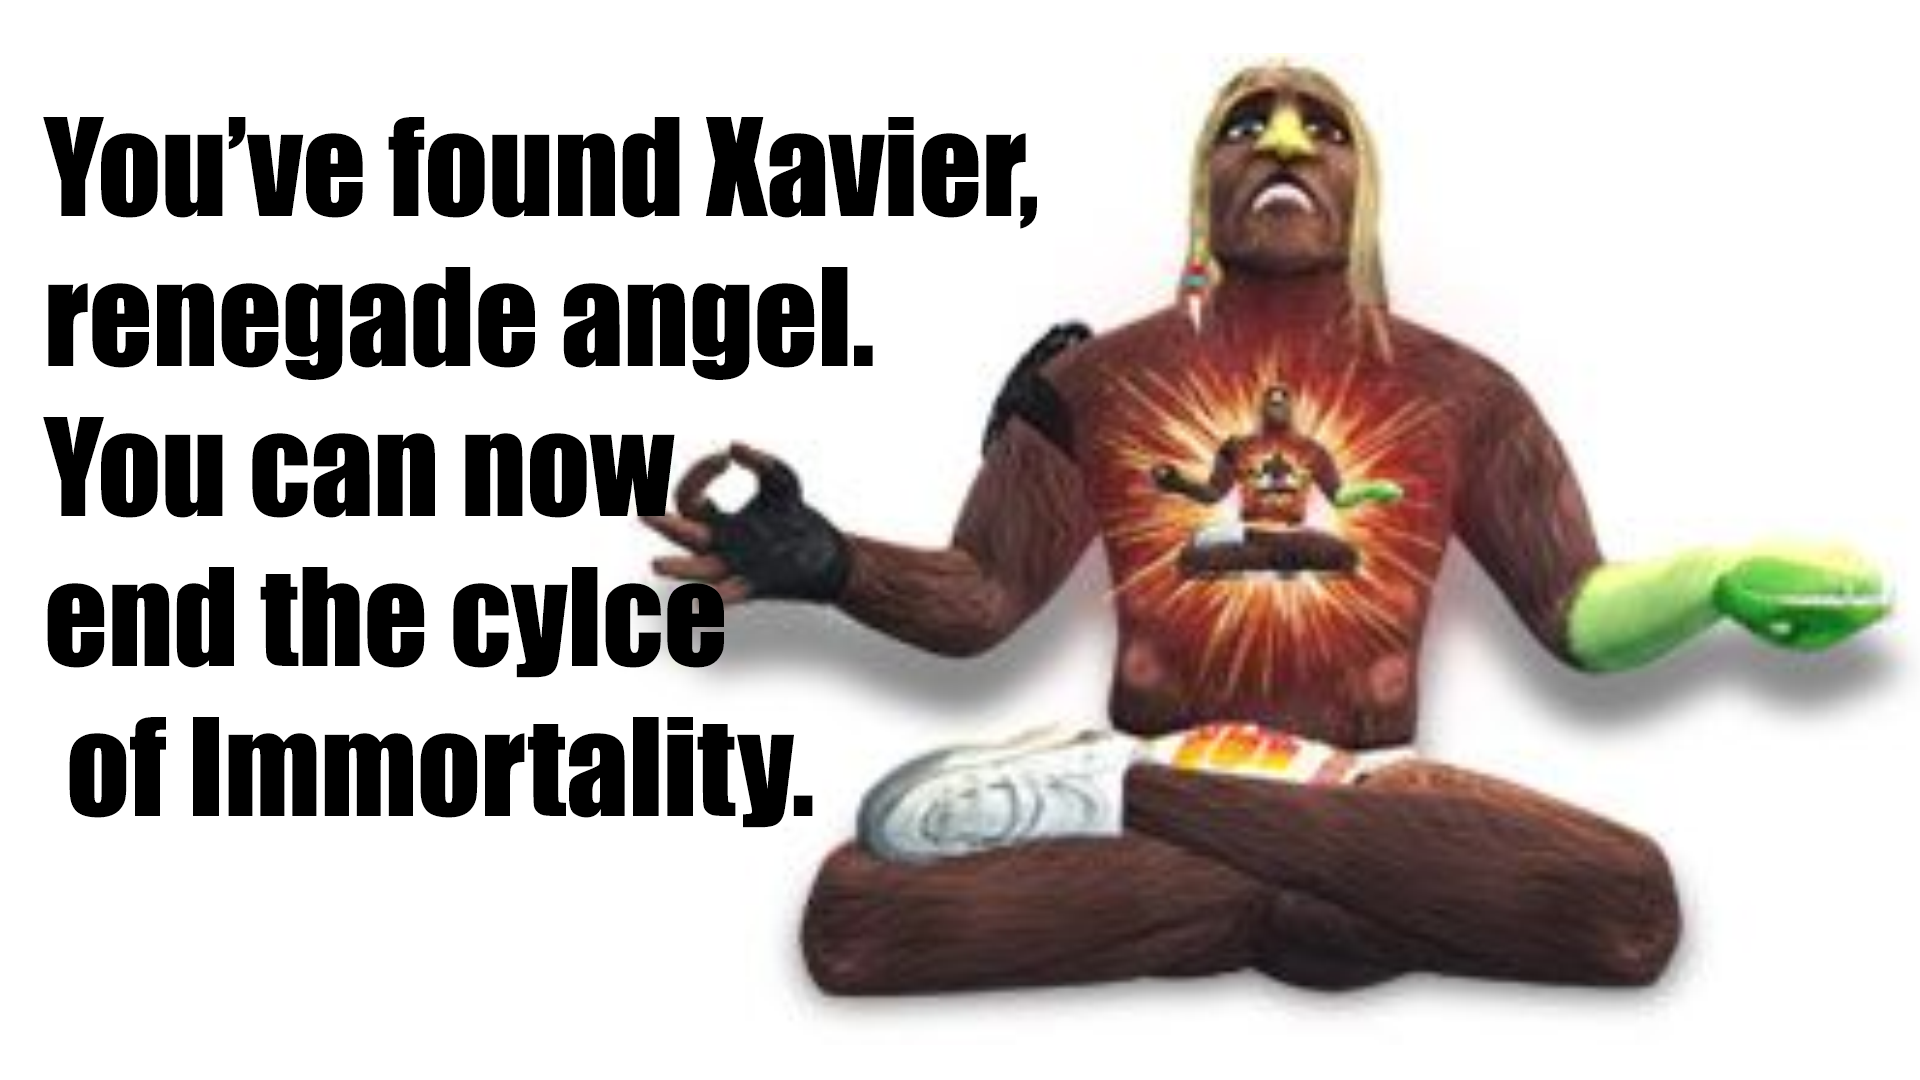 You’ve found Xavier,
renegade angel.
You can now
end the cylce
of Immortality.